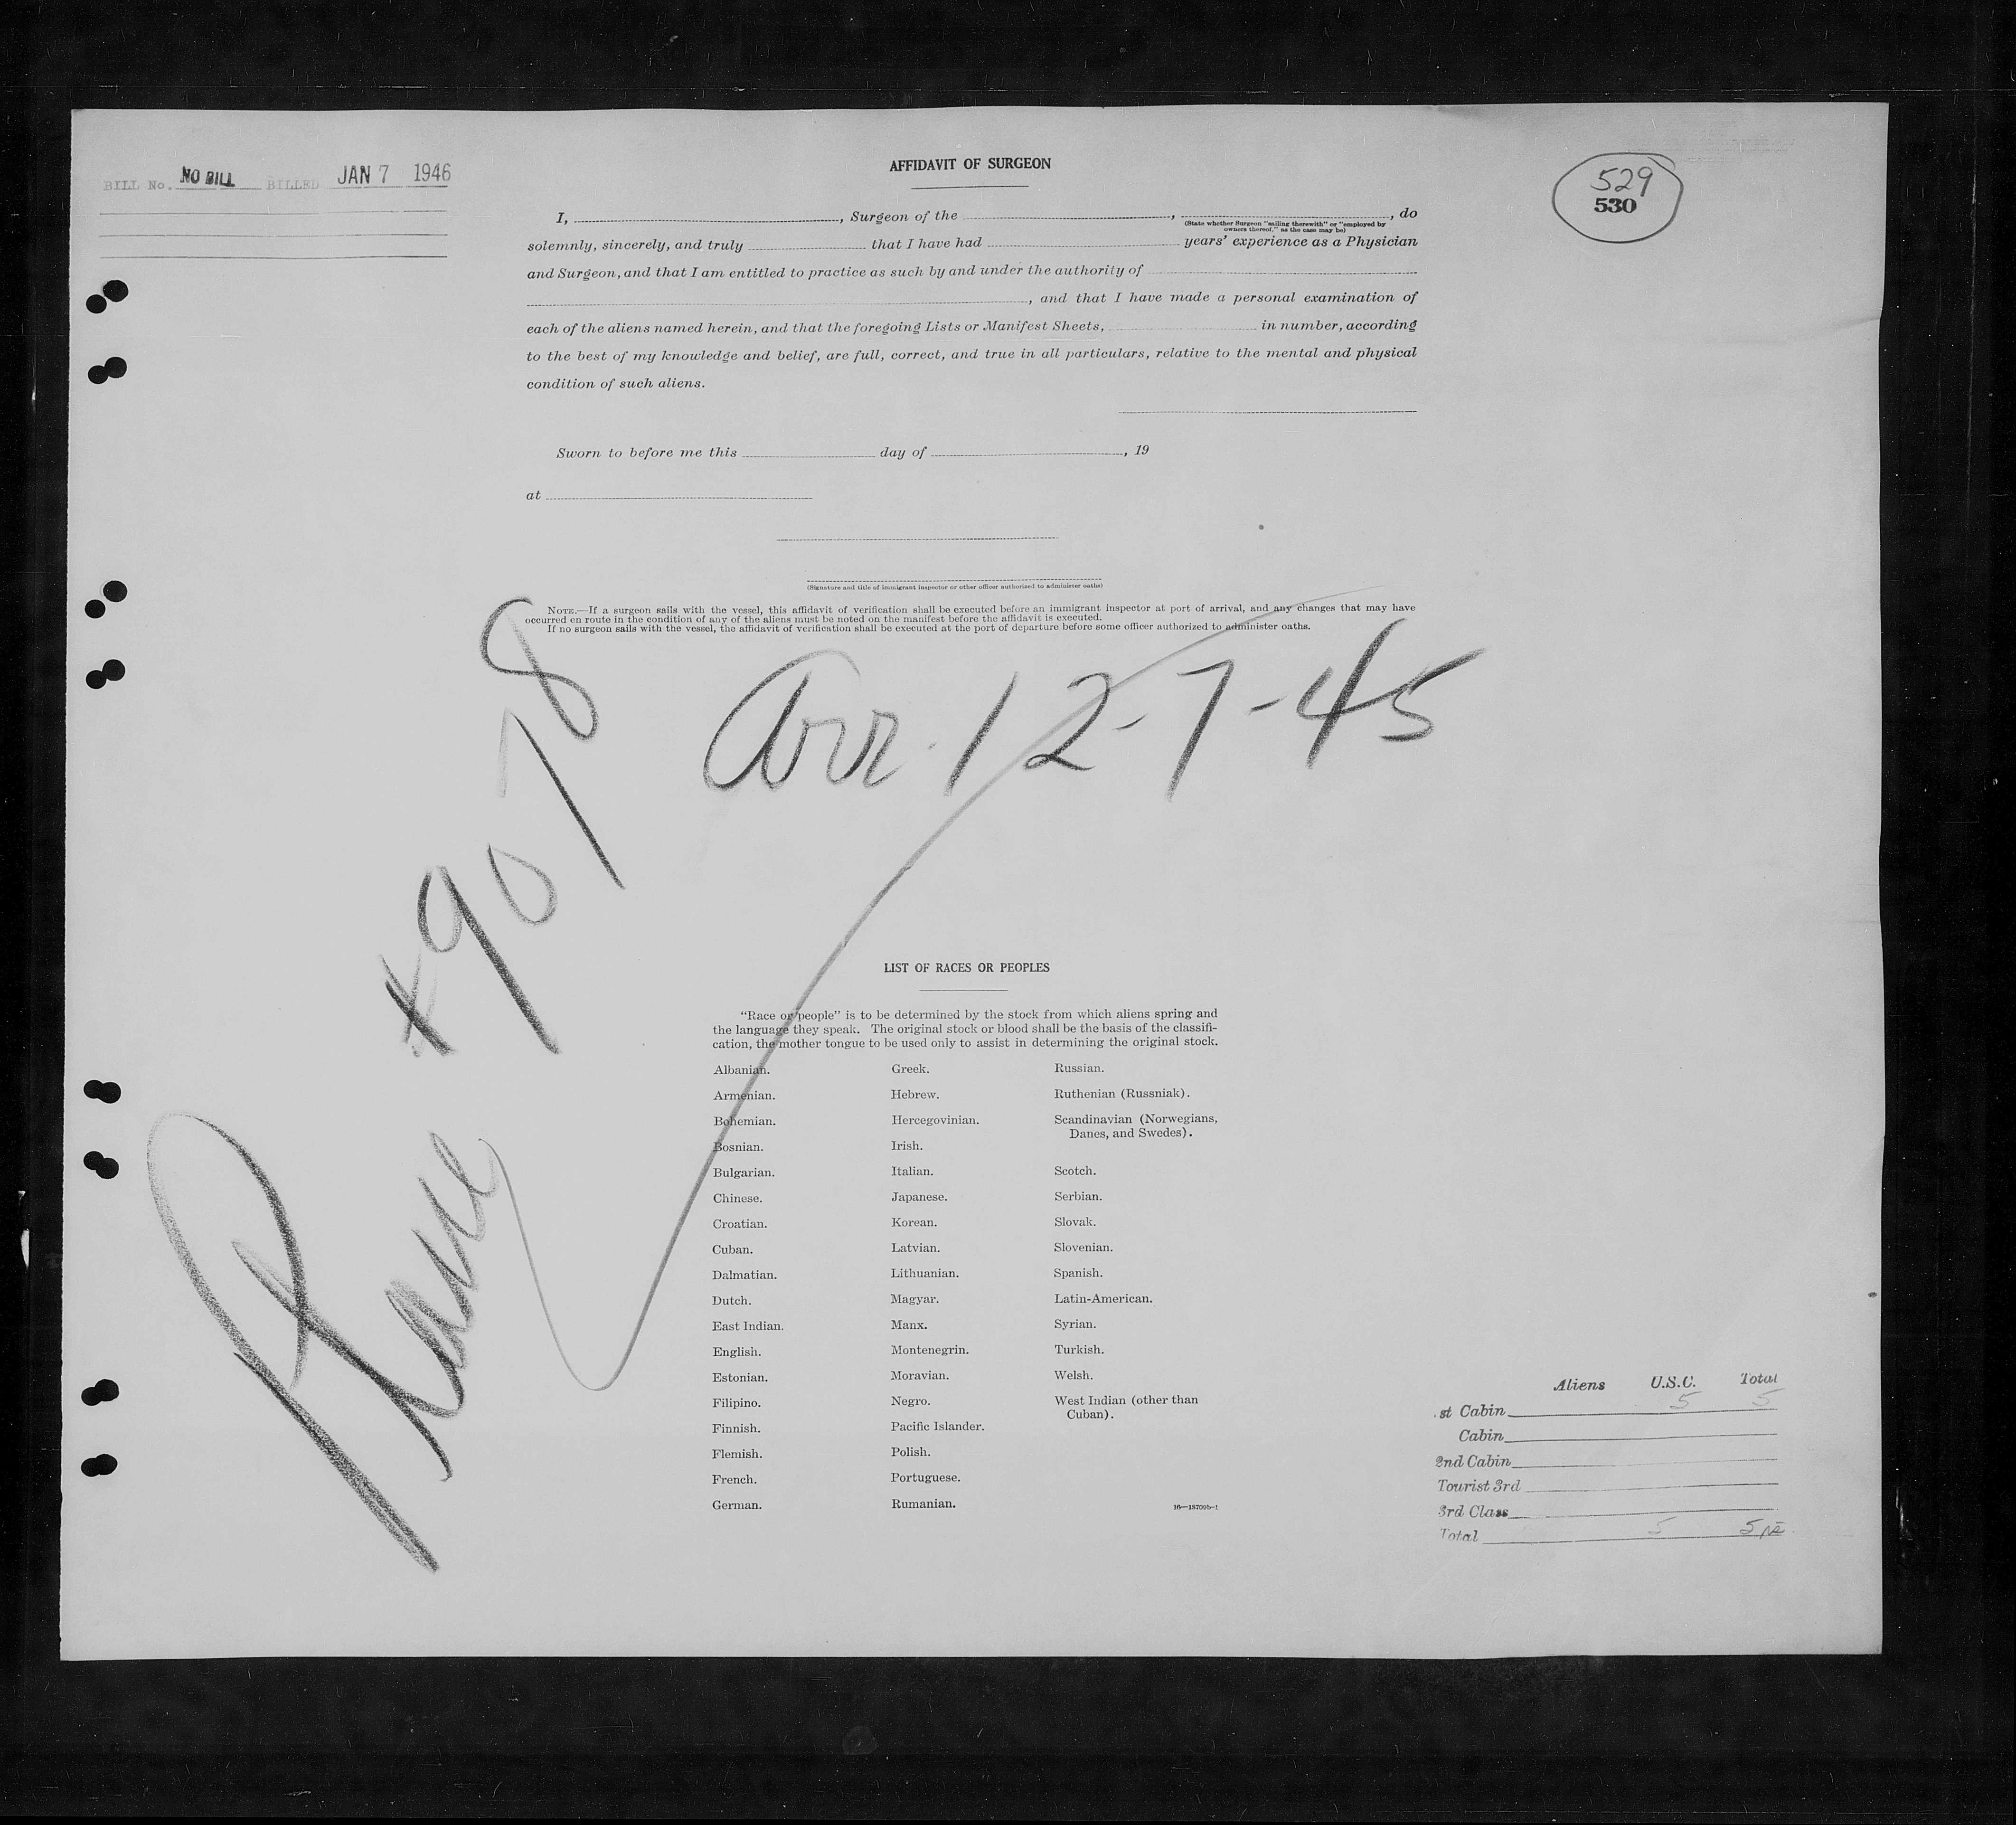 BILL No. NO BILL BILLED JAN 7 1946
AFFIDAVIT OF SURGEON
529
530
I, , Surgeon of the , , do
(State whether Surgeon "sailing therewith" or "employed by
owners thereof," as the case may be)
solemnly, sincerely, and truly that I have had years' experience as a Physician
and Surgeon, and that I am entitled to practice as such by and under the authority of
, and that I have made a personal examination of
each of the aliens named herein, and that the foregoing Lists or Manifest Sheets, in number, according
to the best of my knowledge and belief, are full, correct, and true in all particulars, relative to the mental and physical
condition of such aliens.
Sworn to before me this day of , 19
at
(Signature and title of immigrant inspector or other officer authorized to administer oaths)
NOTE.—If a surgeon sails with the vessel, this affidavit of verification shall be executed before an immigrant inspector at port of arrival, and any changes that may have
occurred en route in the condition of any of the aliens must be noted on the manifest before the affidavit is executed.
If no surgeon sails with the vessel, the affidavit of verification shall be executed at the port of departure before some officer authorized to administer oaths.
Arr. 12-7-45
Plane #9078
LIST OF RACES OR PEOPLES
"Race or people" is to be determined by the stock from which aliens spring and
the language they speak. The original stock or blood shall be the basis of the classifi-
cation, the mother tongue to be used only to assist in determining the original stock.
Albanian.
Armenian.
Bohemian.
Bosnian.
Bulgarian.
Chinese.
Croatian.
Cuban.
Dalmatian.
Dutch.
East Indian.
English.
Estonian.
Filipino.
Finnish.
Flemish.
French.
German.
Greek.
Hebrew.
Hercegovinian.
Irish.
Italian.
Japanese.
Korean.
Latvian.
Lithuanian.
Magyar.
Manx.
Montenegrin.
Moravian.
Negro.
Pacific Islander.
Polish.
Portuguese.
Rumanian.
Russian.
Ruthenian (Russniak).
Scandinavian (Norwegians,
Danes, and Swedes).
Scotch.
Serbian.
Slovak.
Slovenian.
Spanish.
Latin-American.
Syrian.
Turkish.
Welsh.
West Indian (other than
Cuban).
Aliens U.S.C. Total
st Cabin 5 5
Cabin
2nd Cabin
Tourist 3rd
3rd Class
Total 5 5